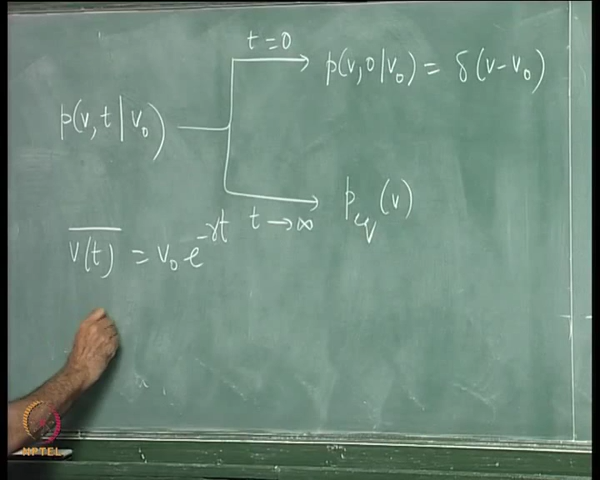 t = 0
p(v, 0 | v₀) = δ(v - v₀)
p(v, t | v₀)
p_eq(v)
t → ∞
v(t)‾ = v₀ e^{-γt}
NPTEL